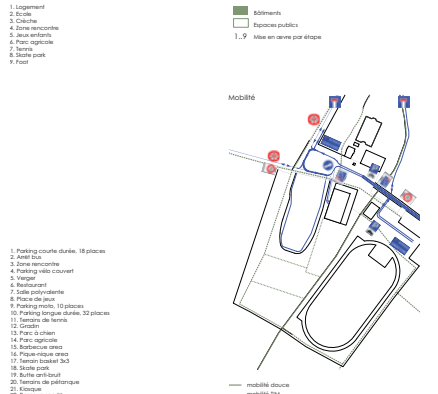 1. Logement
2. Ecole
3. Crèche
4. Zone rencontre
5. Jeux enfants
6. Parc agricole
7. Tennis
8. Skate park
9. Foot
Bâtiments
Espaces publics
1..9 Mise en œvre par étape
Mobilité
1. Parking courte durée, 18 places
2. Arrêt bus
3. Zone rencontre
4. Parking vélo couvert
5. Verger
6. Restaurant
7. Salle polyvalente
8. Place de jeux
9. Parking moto, 10 places
10. Parking longue durée, 32 places
11. Terrains de tennis
12. Gradin
13. Parc à chien
14. Parc agricole
15. Barbecue area
16. Pique-nique area
17. Terrain basket 3x3
18. Skate park
19. Butte anti-bruit
20. Terrains de pétanque
21. Kiosque
mobilité douce